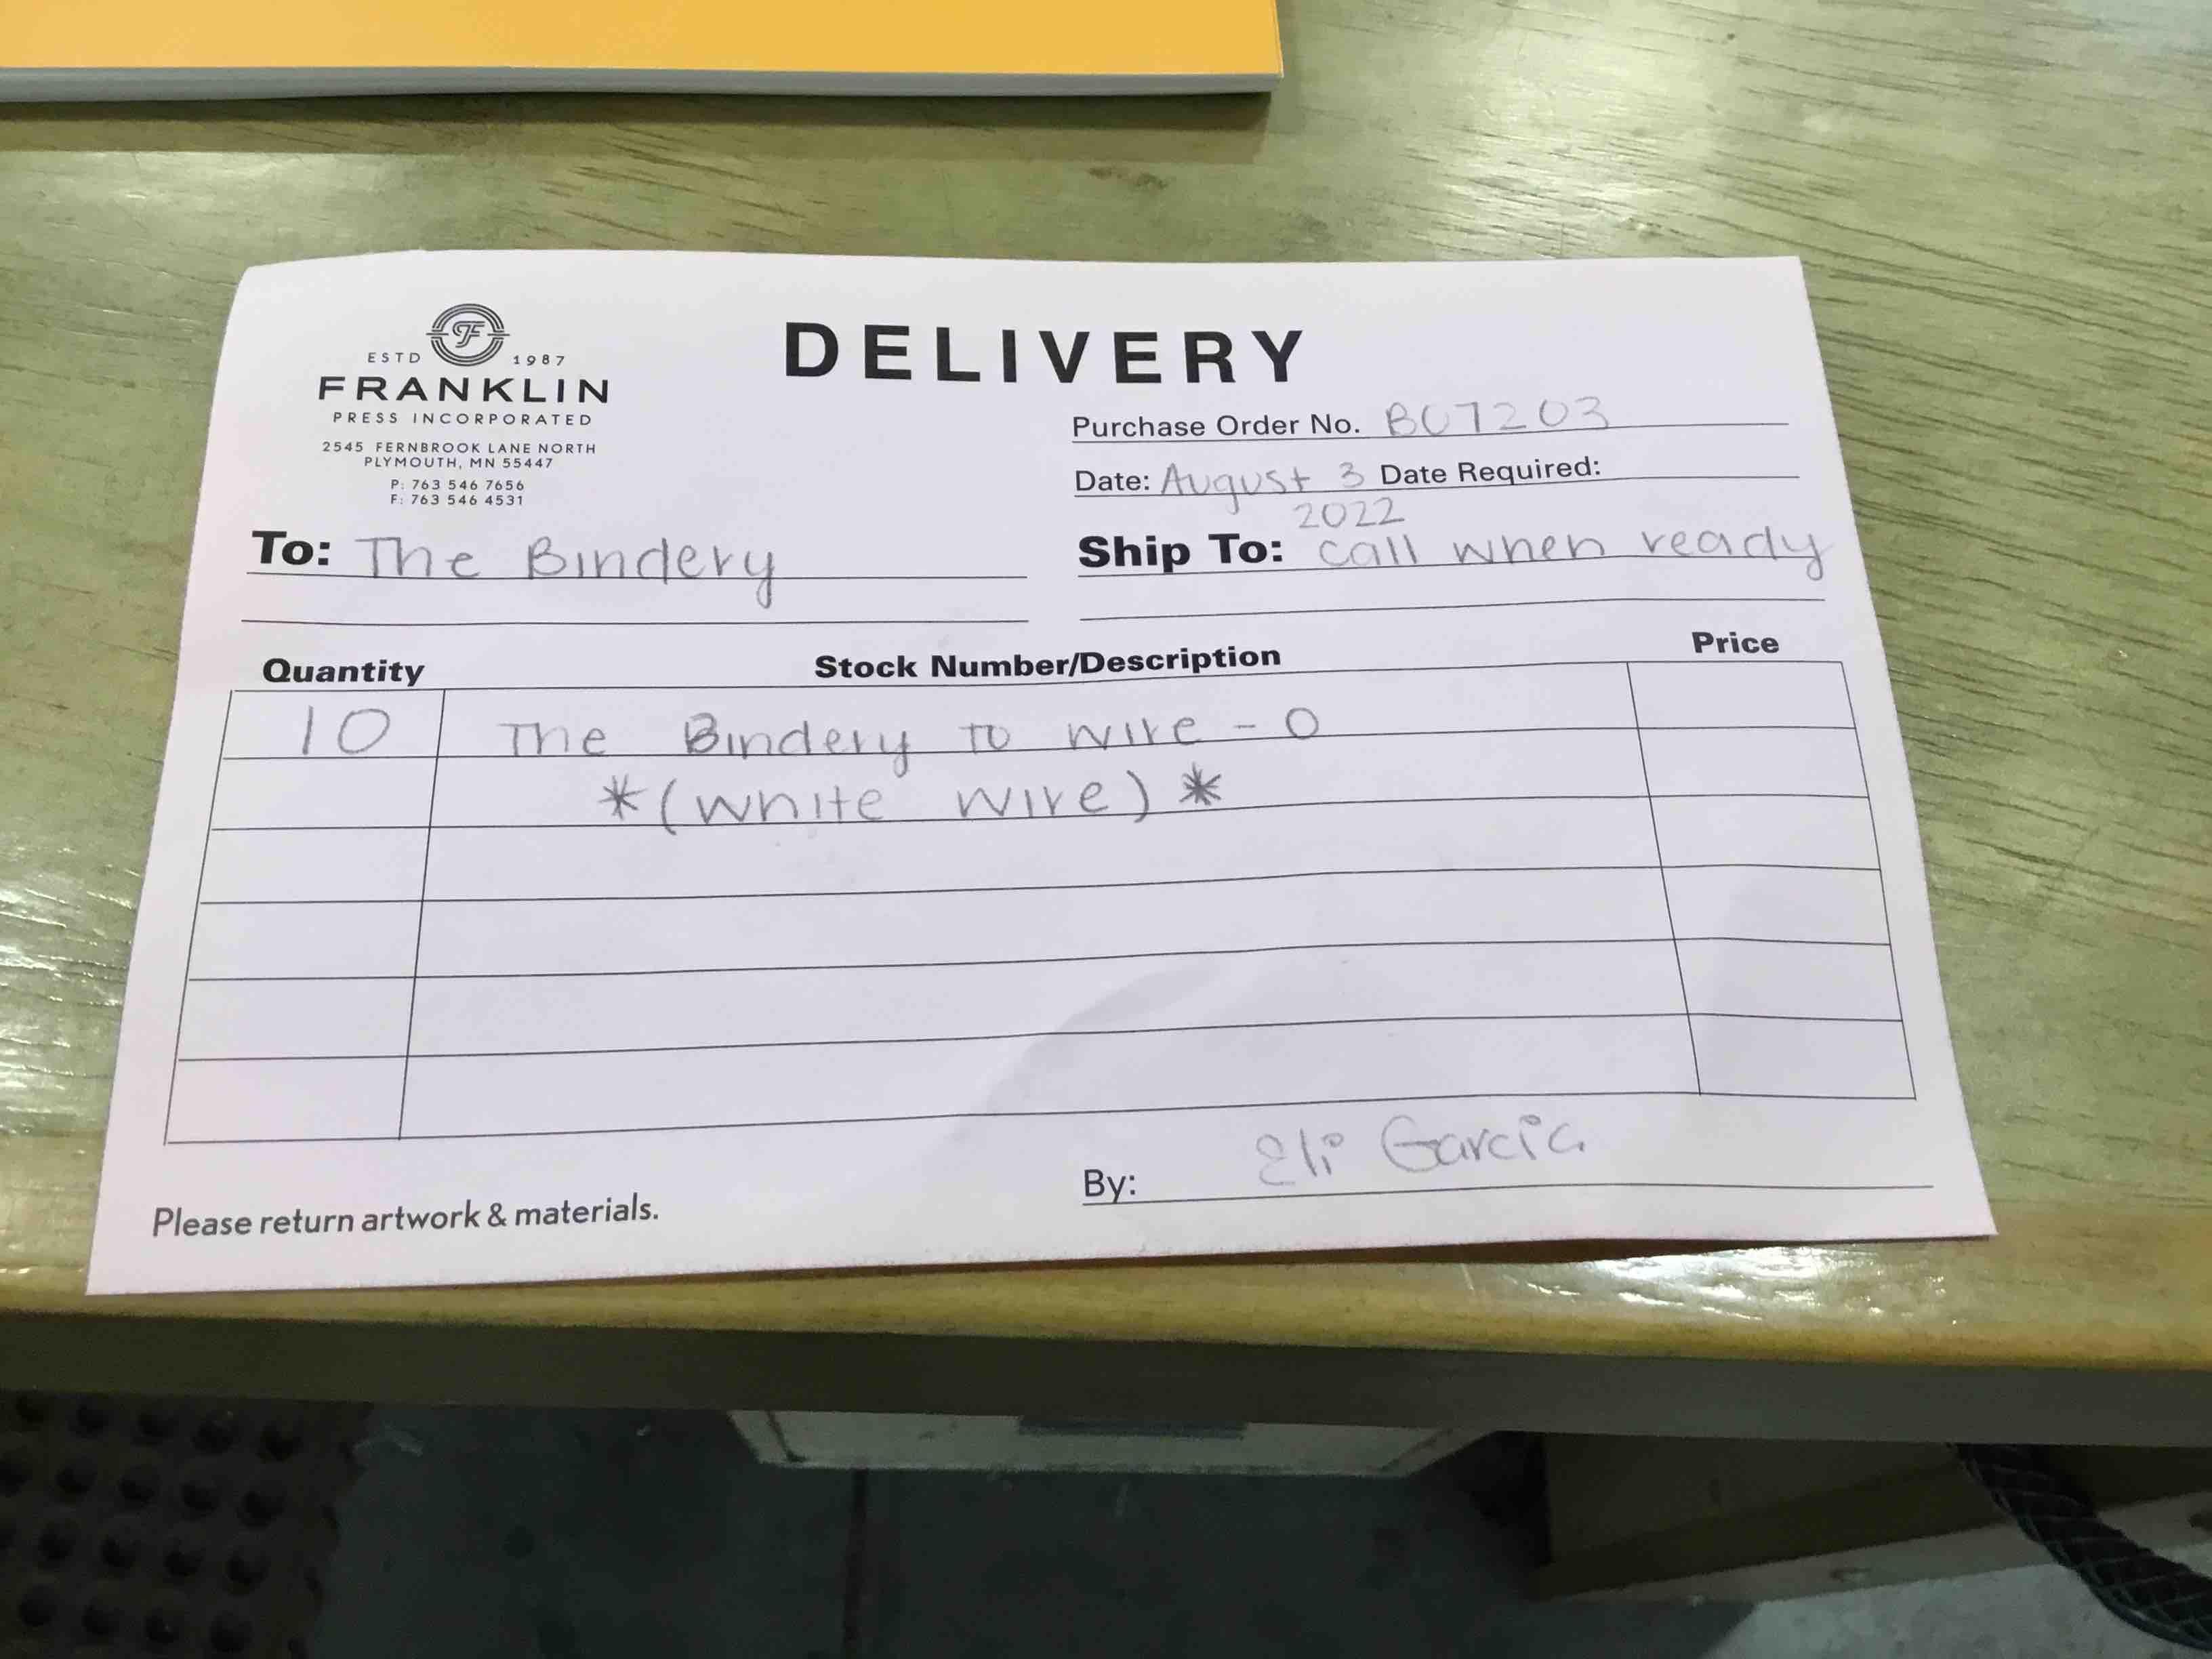 ESTD 1987
FRANKLIN
PRESS INCORPORATED
2545 FERNBROOK LANE NORTH
PLYMOUTH, MN 55447
P: 763 546 7656
F: 763 546 4531
DELIVERY
Purchase Order No. BU7203
Date: August 3 Date Required:
2022
To: The Bindery
Ship To: call when ready
Quantity Stock Number/Description Price
10 The Bindery to wire-O
*(white wire)*
Please return artwork & materials.
By: Eli Garcia